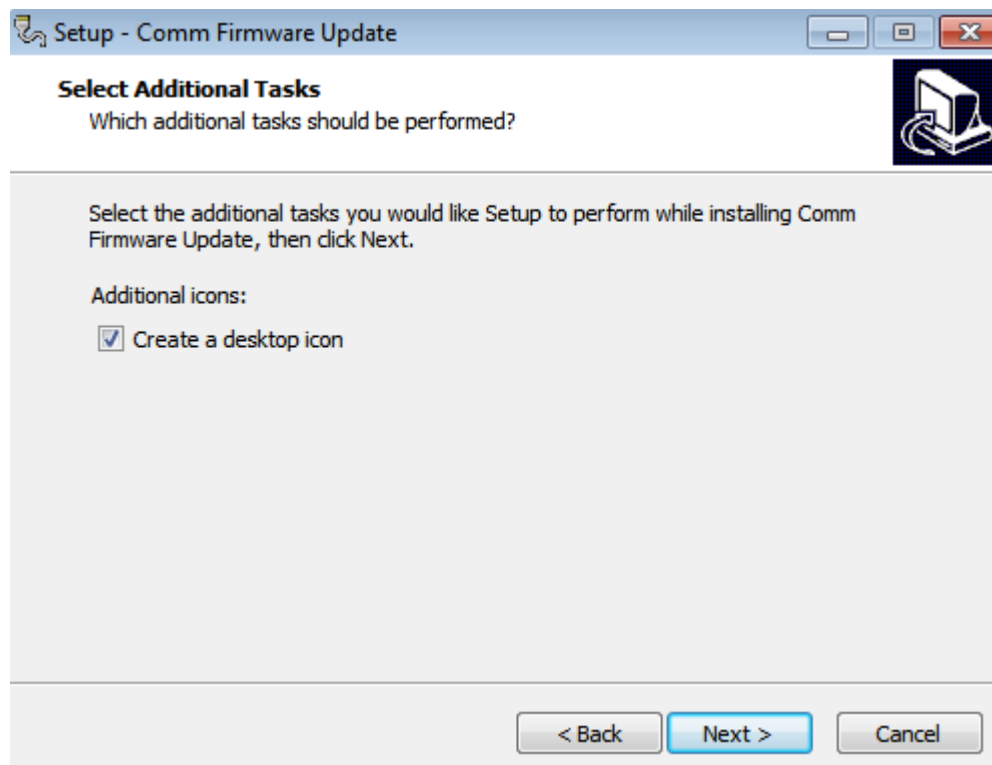 Setup - Comm Firmware Update
Select Additional Tasks
Which additional tasks should be performed?
Select the additional tasks you would like Setup to perform while installing Comm
Firmware Update, then click Next.
Additional icons:
Create a desktop icon
< Back
Next >
Cancel